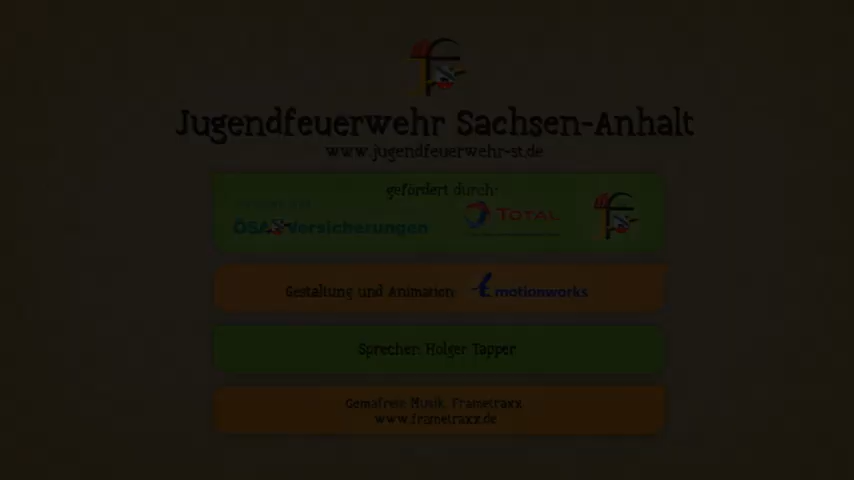 Jugendfeuerwehr Sachsen-Anhalt
www.jugendfeuerwehr-st.de
gefördert durch:
ÖSA Versicherungen
TOTAL
Gestaltung und Animation:
motionworks
Sprecher: Holger Tapper
Gemafreie Musik: Frametraxx
www.frametraxx.de